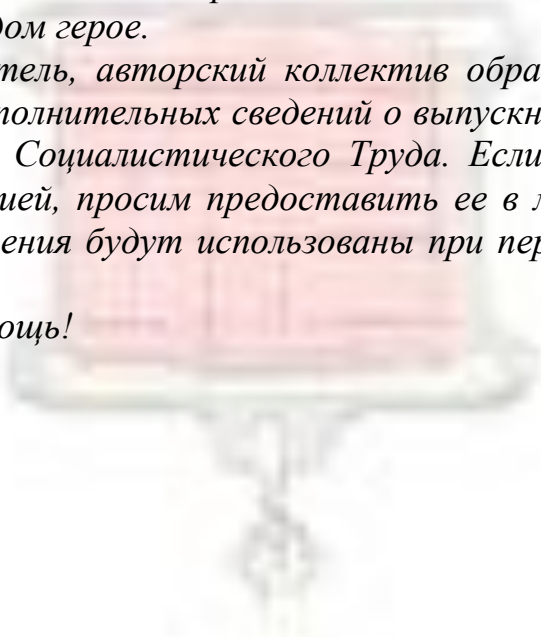 дом герое.
тель, авторский коллектив обра
полнительных сведений о выпускн
Социалистического Труда. Если
цией, просим предоставить ее в м
ения будут использованы при пер
ощь!